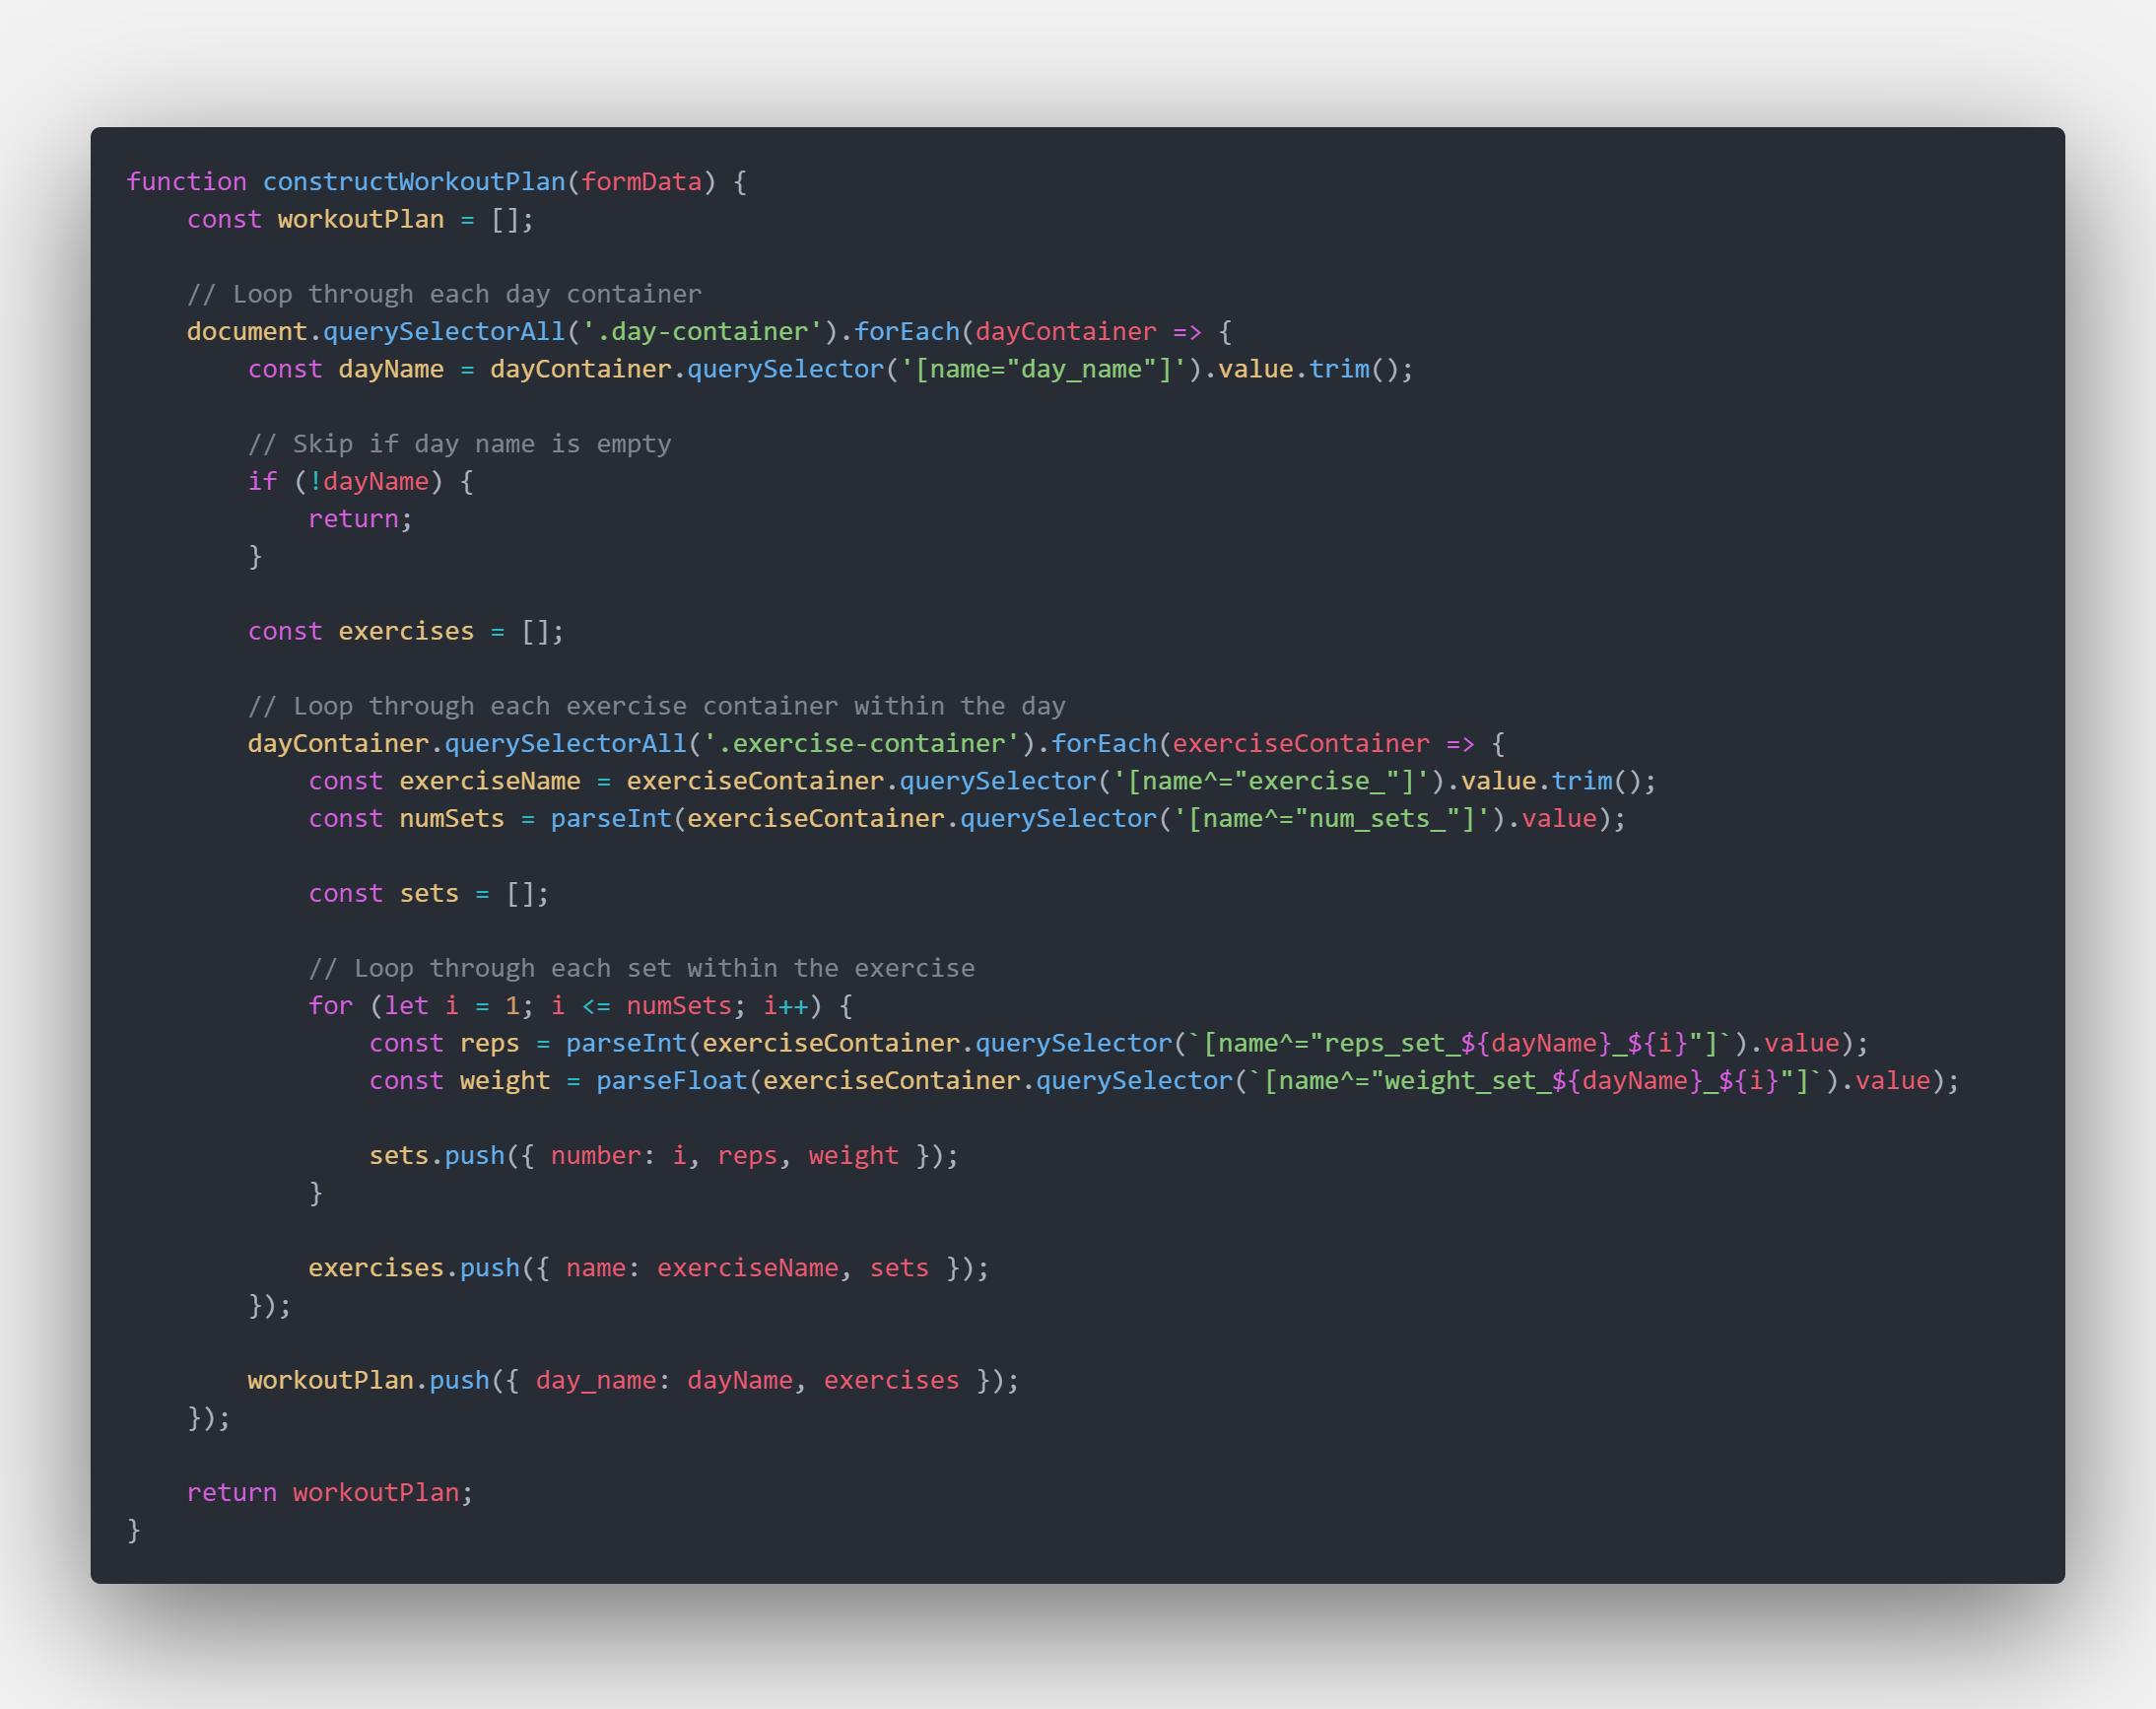 function constructWorkoutPlan(formData) {
    const workoutPlan = [];

    // Loop through each day container
    document.querySelectorAll('.day-container').forEach(dayContainer => {
        const dayName = dayContainer.querySelector('[name="day_name"]').value.trim();

        // Skip if day name is empty
        if (!dayName) {
            return;
        }

        const exercises = [];

        // Loop through each exercise container within the day
        dayContainer.querySelectorAll('.exercise-container').forEach(exerciseContainer => {
            const exerciseName = exerciseContainer.querySelector('[name^="exercise_"]').value.trim();
            const numSets = parseInt(exerciseContainer.querySelector('[name^="num_sets_"]').value);

            const sets = [];

            // Loop through each set within the exercise
            for (let i = 1; i <= numSets; i++) {
                const reps = parseInt(exerciseContainer.querySelector(`[name^="reps_set_${dayName}_${i}"]`).value);
                const weight = parseFloat(exerciseContainer.querySelector(`[name^="weight_set_${dayName}_${i}"]`).value);

                sets.push({ number: i, reps, weight });
            }

            exercises.push({ name: exerciseName, sets });
        });

        workoutPlan.push({ day_name: dayName, exercises });
    });

    return workoutPlan;
}